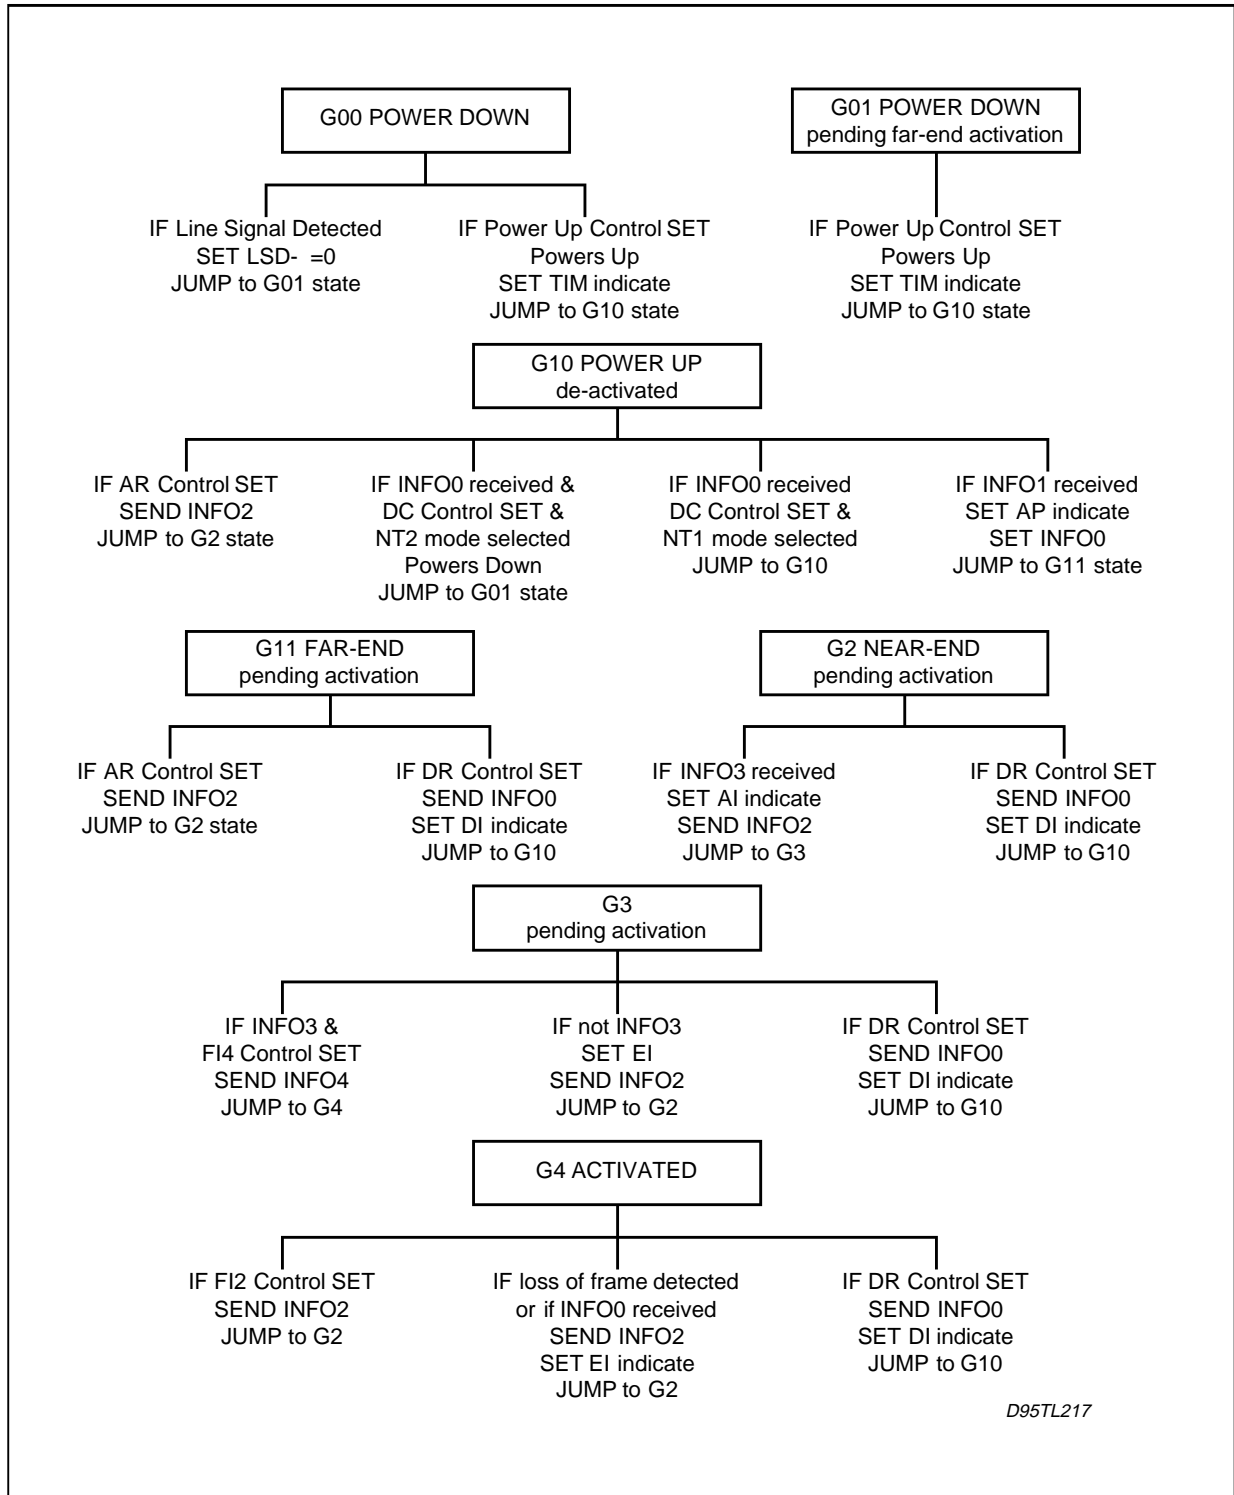 G00 POWER DOWN
G01 POWER DOWN
pending far-end activation
IF Line Signal Detected
SET LSD- =0
JUMP to G01 state
IF Power Up Control SET
Powers Up
SET TIM indicate
JUMP to G10 state
IF Power Up Control SET
Powers Up
SET TIM indicate
JUMP to G10 state
G10 POWER UP
de-activated
IF AR Control SET
SEND INFO2
JUMP to G2 state
IF INFO0 received &
DC Control SET &
NT2 mode selected
Powers Down
JUMP to G01 state
IF INFO0 received
DC Control SET &
NT1 mode selected
JUMP to G10
IF INFO1 received
SET AP indicate
SET INFO0
JUMP to G11 state
G11 FAR-END
pending activation
G2 NEAR-END
pending activation
IF AR Control SET
SEND INFO2
JUMP to G2 state
IF DR Control SET
SEND INFO0
SET DI indicate
JUMP to G10
IF INFO3 received
SET AI indicate
SEND INFO2
JUMP to G3
IF DR Control SET
SEND INFO0
SET DI indicate
JUMP to G10
G3
pending activation
IF INFO3 &
FI4 Control SET
SEND INFO4
JUMP to G4
IF not INFO3
SET EI
SEND INFO2
JUMP to G2
IF DR Control SET
SEND INFO0
SET DI indicate
JUMP to G10
G4 ACTIVATED
IF FI2 Control SET
SEND INFO2
JUMP to G2
IF loss of frame detected
or if INFO0 received
SEND INFO2
SET EI indicate
JUMP to G2
IF DR Control SET
SEND INFO0
SET DI indicate
JUMP to G10
D95TL217